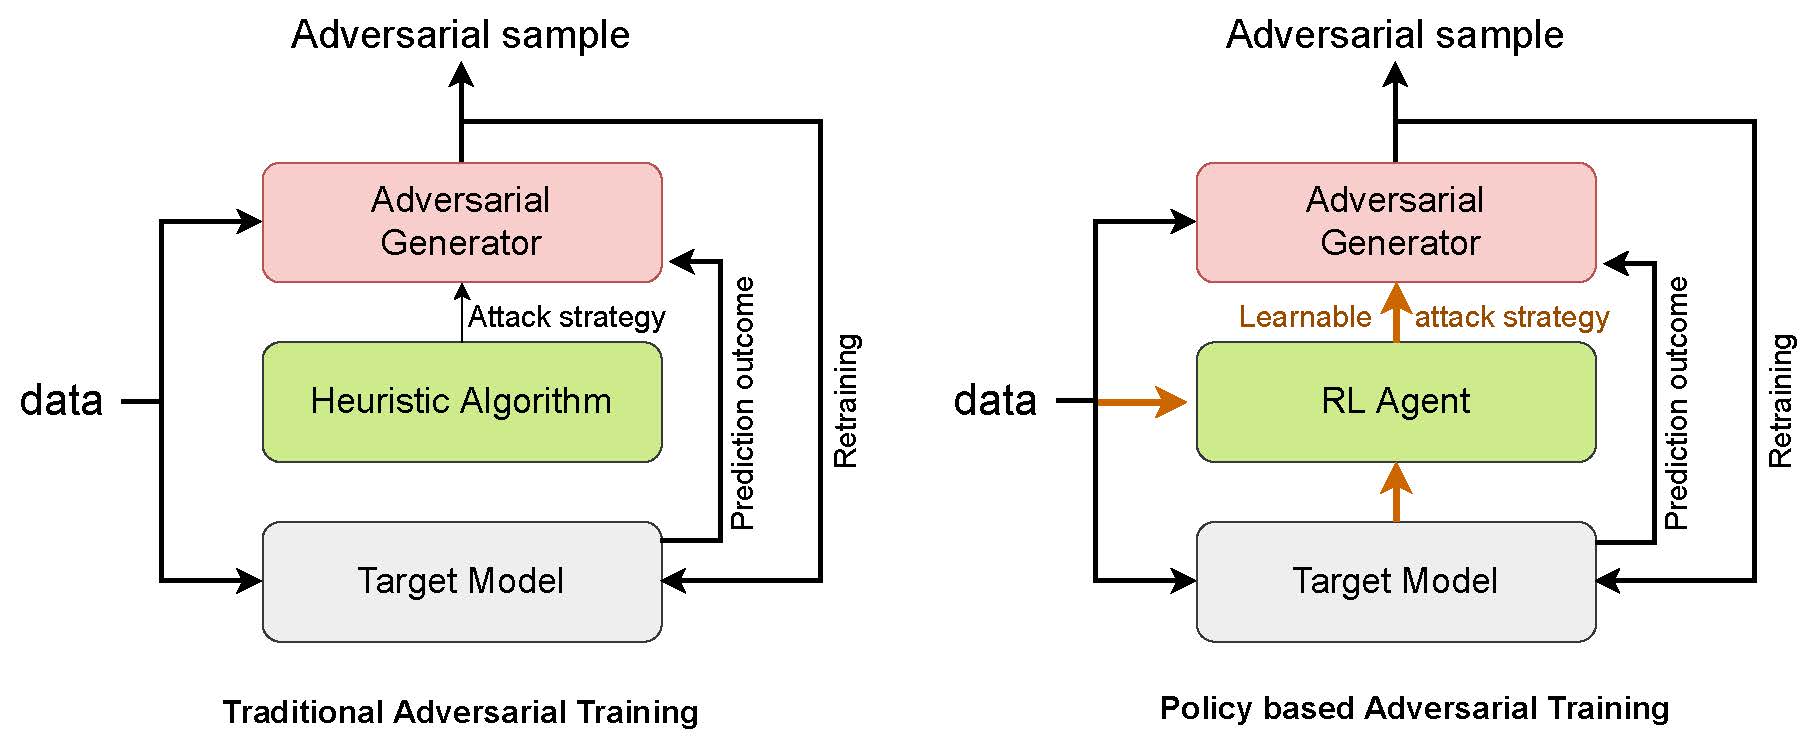 Adversarial sample
Adversarial
Generator
Attack strategy
Heuristic Algorithm
data
Target Model
Prediction outcome
Retraining
Traditional Adversarial Training
Adversarial sample
Adversarial
Generator
Learnable attack strategy
RL Agent
data
Target Model
Prediction outcome
Retraining
Policy based Adversarial Training